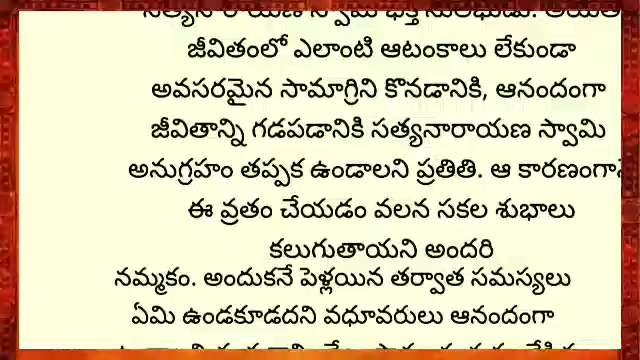 జీవితంలో ఎలాంటి ఆటంకాలు లేకుండా
అవసరమైన సామాగ్రిని కొనడానికి, ఆనందంగా
జీవితాన్ని గడపడానికి సత్యనారాయణ స్వామి
అనుగ్రహం తప్పక ఉండాలని ప్రతితి. ఆ కారణంగానే
ఈ వ్రతం చేయడం వలన సకల శుభాలు
కలుగుతాయని అందరి
నమ్మకం. అందుకనే పెళ్లయిన తర్వాత సమస్యలు
ఏమి ఉండకూడదని వధూవరులు ఆనందంగా